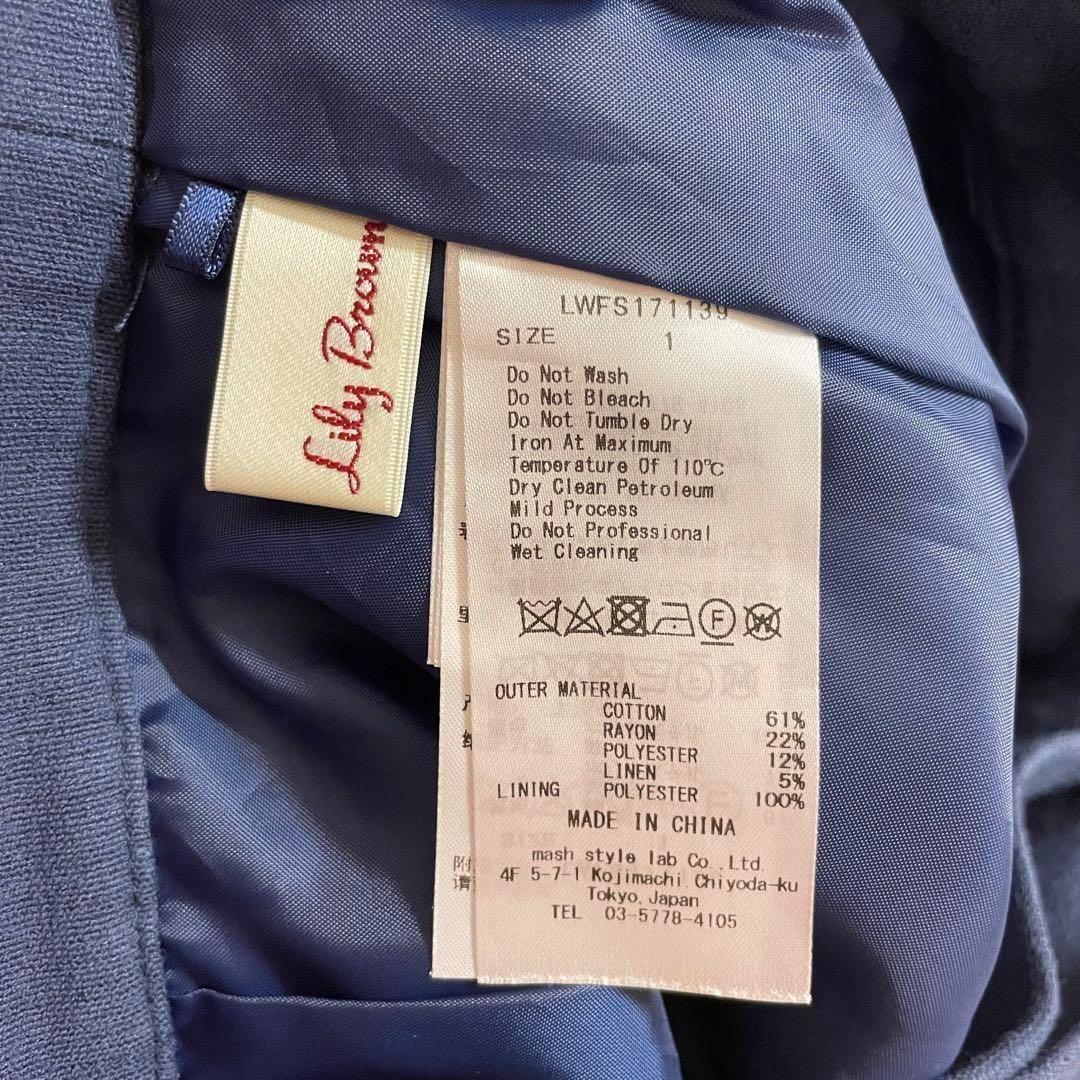 Lily Brown
LWFS171139
SIZE 1
Do Not Wash
Do Not Bleach
Do Not Tumble Dry
Iron At Maximum
Temperature Of 110℃
Dry Clean Petroleum
Mild Process
Do Not Professional
Wet Cleaning
F W
OUTER MATERIAL
COTTON 61%
RAYON 22%
POLYESTER 12%
LINEN 5%
LINING POLYESTER 100%
MADE IN CHINA
mash style lab Co.,Ltd.
4F 5-7-1 Kojimachi Chiyoda-ku
Tokyo, Japan
TEL 03-5778-4105
附
请